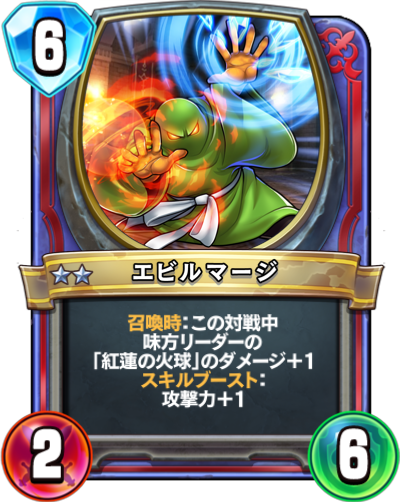 6
エビルマージ
召喚時：この対戦中
味方リーダーの
「紅蓮の火球」のダメージ＋1
スキルブースト：
攻撃力＋1
2
6